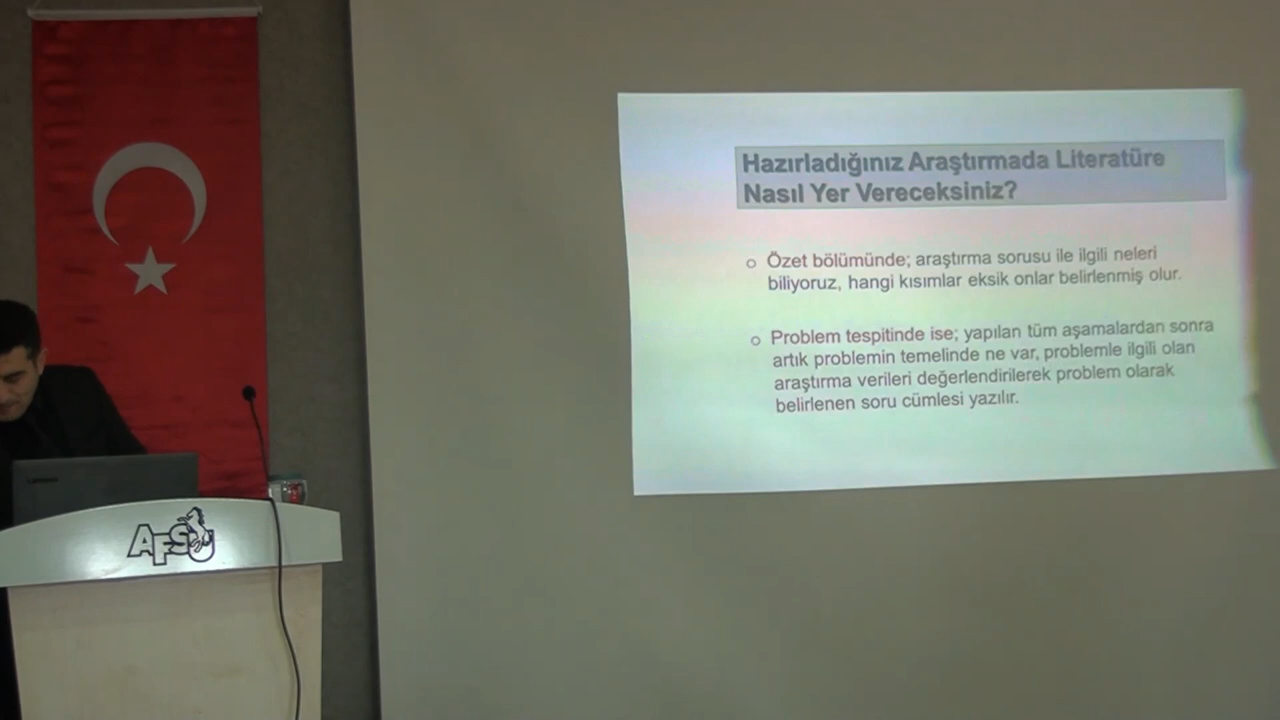 Hazırladığınız Araştırmada Literatüre
Nasıl Yer Vereceksiniz?
o Özet bölümünde; araştırma sorusu ile ilgili neleri
biliyoruz, hangi kısımlar eksik onlar belirlenmiş olur.
o Problem tespitinde ise; yapılan tüm aşamalardan sonra
artık problemin temelinde ne var, problemle ilgili olan
araştırma verileri değerlendirilerek problem olarak
belirlenen soru cümlesi yazılır.
Lenovo
AFSÜ